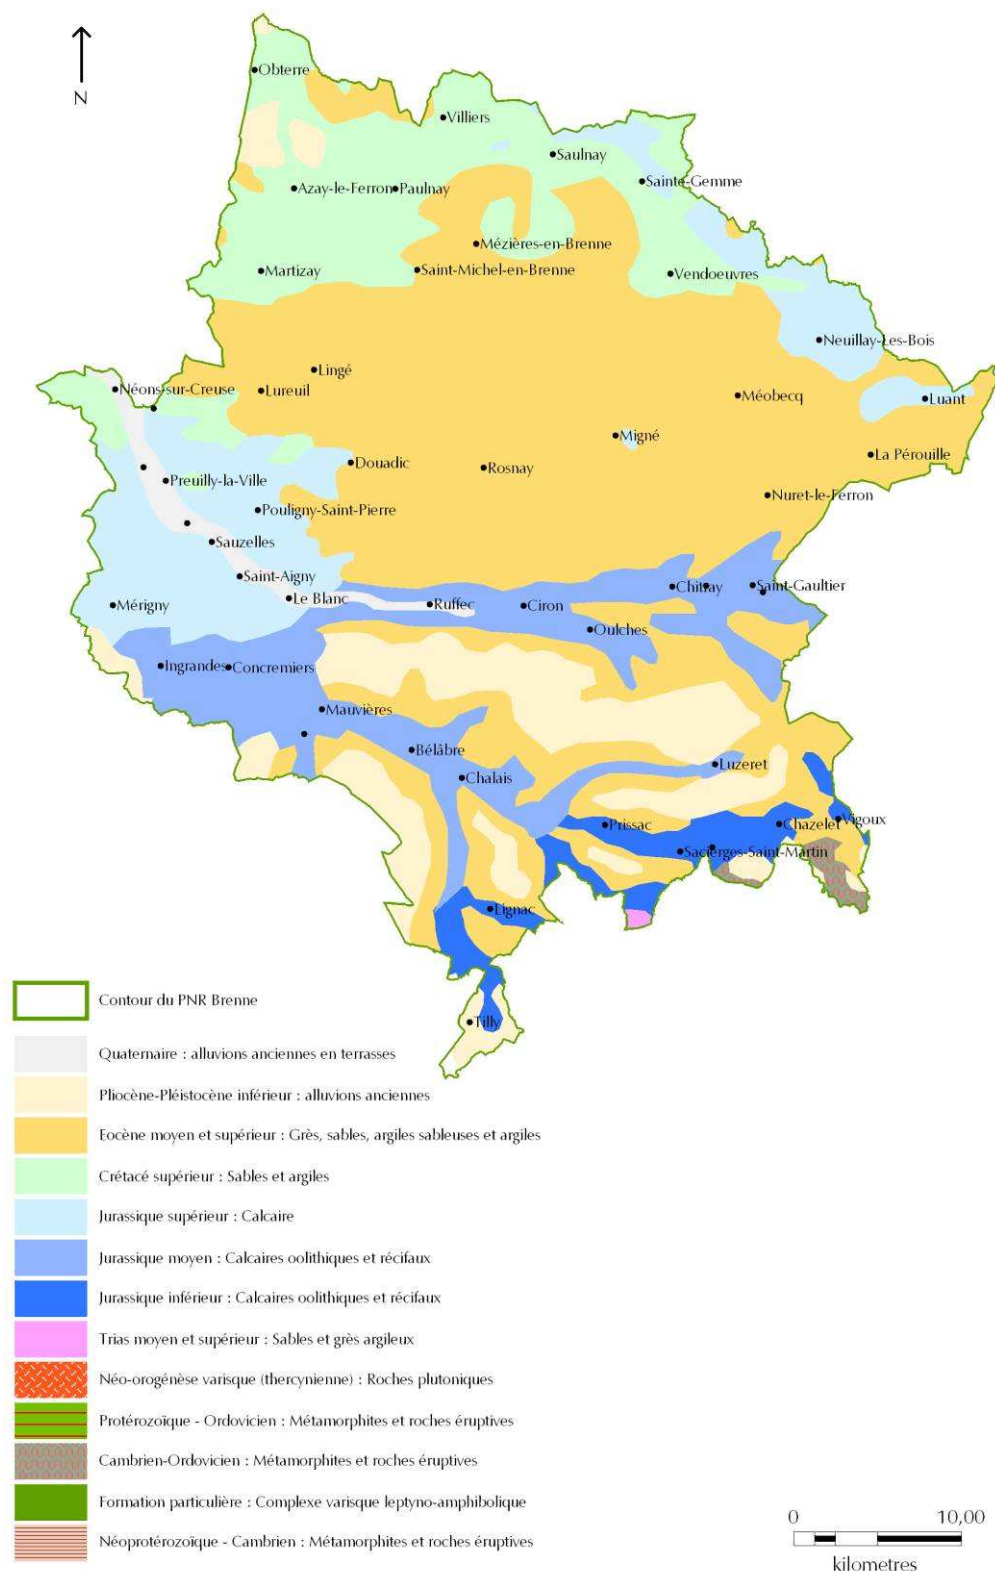 N
Obterre
Villiers
Saulnay
Sainte-Gemme
Azay-le-Ferron
Paulnay
Mézières-en-Brenne
Martizay
Saint-Michel-en-Brenne
Vendoeuvres
Neuillay-Les-Bois
Lingé
Néons-sur-Creuse
Lureuil
Méobecq
Luant
Migné
La Pérouille
Douadic
Rosnay
Preuilly-la-Ville
Nuret-le-Ferron
Pouligny-Saint-Pierre
Sauzelles
Saint-Aigny
Chitray
Saint-Gaultier
Le Blanc
Mérigny
Ruffec
Ciron
Oulches
Ingrandes
Concremiers
Mauvières
Bélâbre
Luzeret
Chalais
Prissac
Chazelet
Vigoux
Sacierges-Saint-Martin
Lignac
Tilly
Contour du PNR Brenne
Quaternaire : alluvions anciennes en terrasses
Pliocène-Pléistocène inférieur : alluvions anciennes
Eocène moyen et supérieur : Grès, sables, argiles sableuses et argiles
Crétacé supérieur : Sables et argiles
Jurassique supérieur : Calcaire
Jurassique moyen : Calcaires oolithiques et récifaux
Jurassique inférieur : Calcaires oolithiques et récifaux
Trias moyen et supérieur : Sables et grès argileux
Néo-orogénèse varisque (thercynienne) : Roches plutoniques
Protérozoïque - Ordovicien : Métamorphites et roches éruptives
Cambrien-Ordovicien : Métamorphites et roches éruptives
Formation particulière : Complexe varisque leptyno-amphibolique
Néoprotérozoïque - Cambrien : Métamorphites et roches éruptives
0 10,00
kilometres